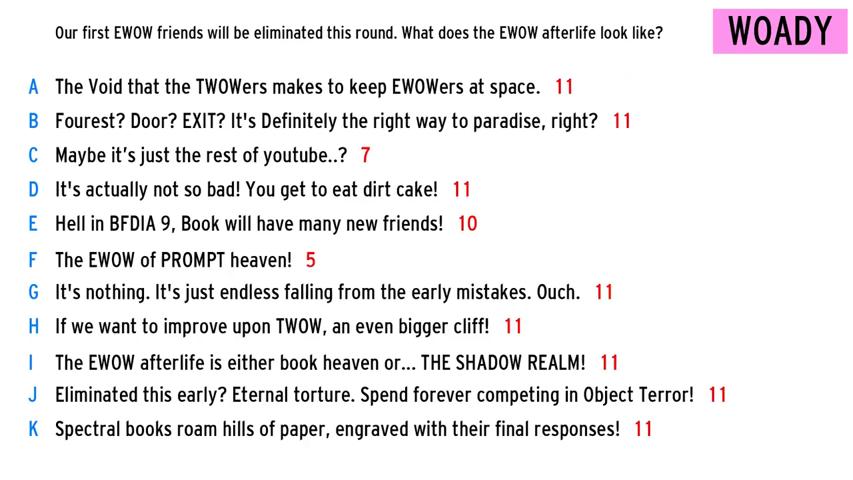 Our first EWOW friends will be eliminated this round. What does the EWOW afterlife look like?
WOADY
A The Void that the TWOWers makes to keep EWOWers at space. 11
B Fourest? Door? EXIT? It's Definitely the right way to paradise, right? 11
C Maybe it's just the rest of youtube..? 7
D It's actually not so bad! You get to eat dirt cake! 11
E Hell in BFDIA 9, Book will have many new friends! 10
F The EWOW of PROMPT heaven! 5
G It's nothing. It's just endless falling from the early mistakes. Ouch. 11
H If we want to improve upon TWOW, an even bigger cliff! 11
I The EWOW afterlife is either book heaven or... THE SHADOW REALM! 11
J Eliminated this early? Eternal torture. Spend forever competing in Object Terror! 11
K Spectral books roam hills of paper, engraved with their final responses! 11